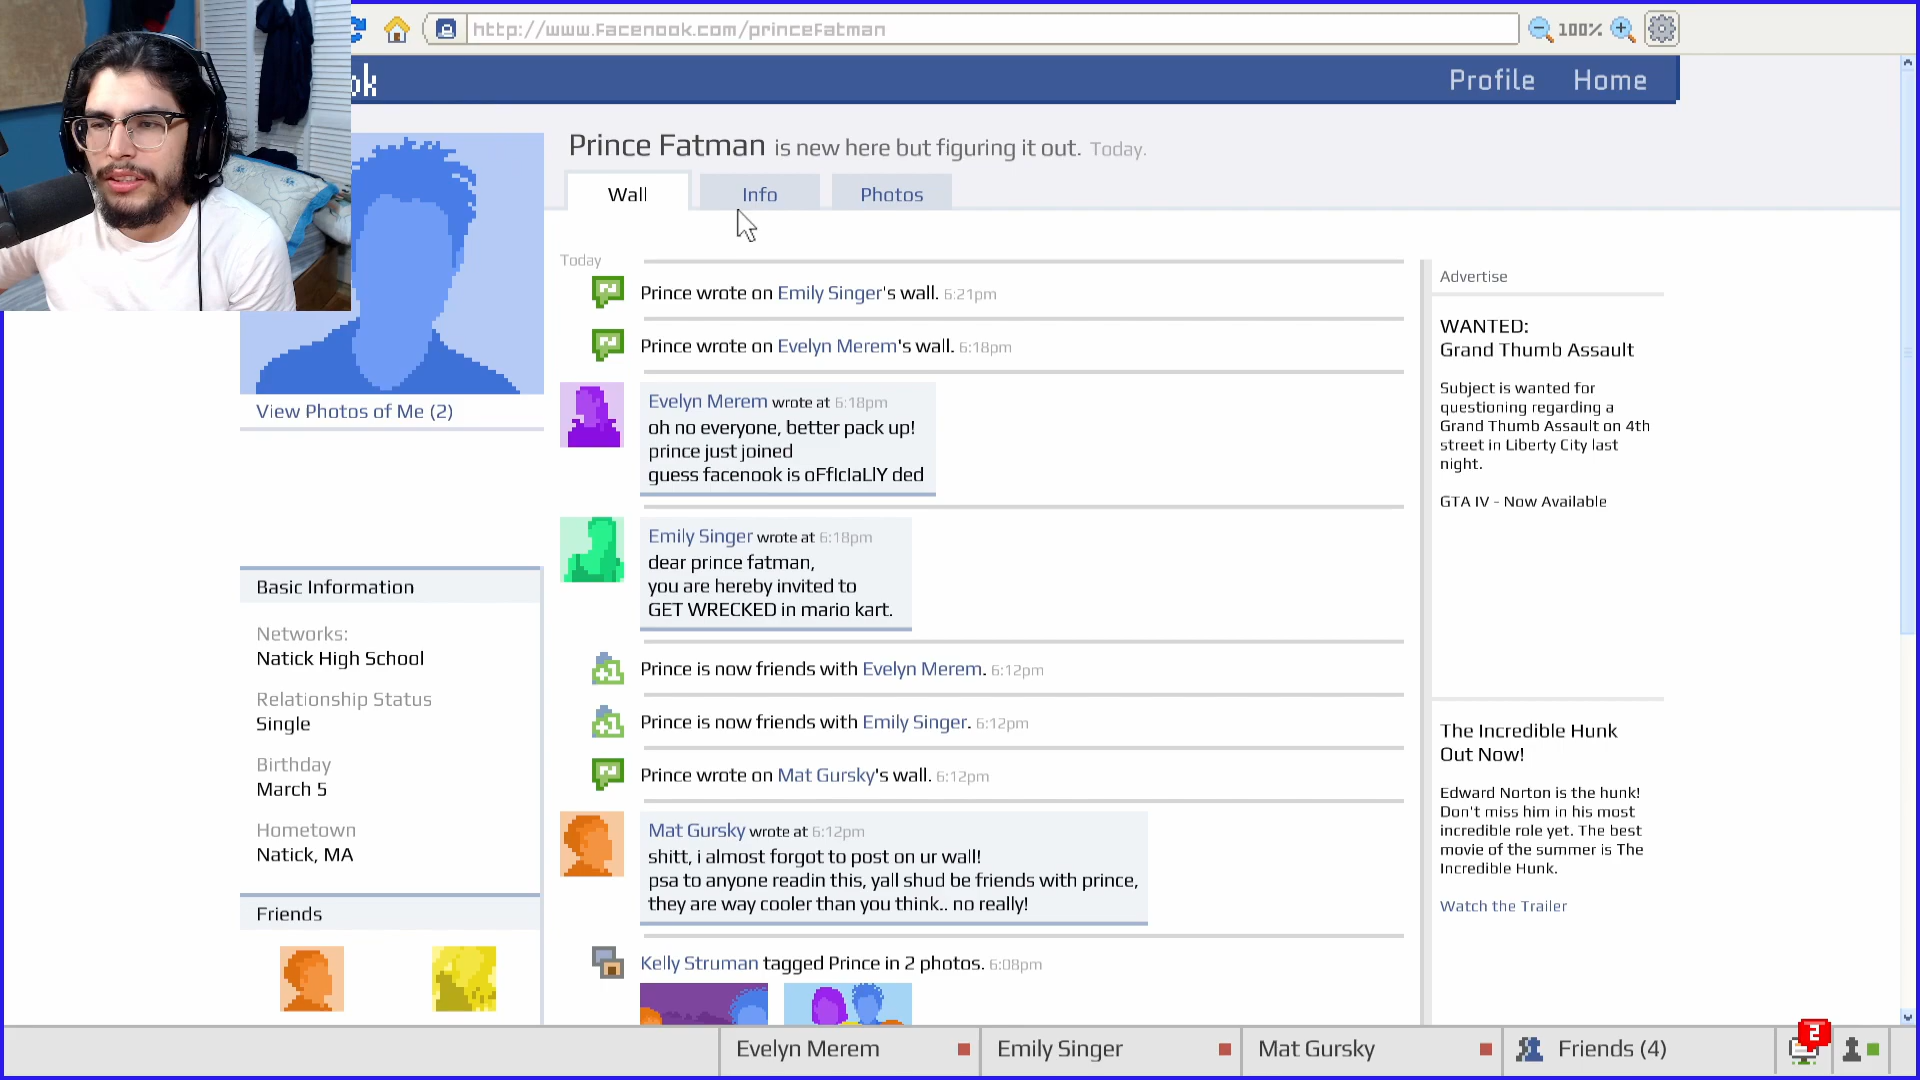 http://www.facenook.com/princefatman
100%
ok
Profile
Home
Prince Fatman is new here but figuring it out. Today.
Wall
Info
Photos
View Photos of Me (2)
Basic Information
Networks:
Natick High School
Relationship Status
Single
Birthday
March 5
Hometown
Natick, MA
Friends
Today
Prince wrote on Emily Singer's wall. 6:21pm
Prince wrote on Evelyn Merem's wall. 6:18pm
Evelyn Merem wrote at 6:18pm
oh no everyone, better pack up!
prince just joined
guess facenook is oFfIcIaLlY ded
Emily Singer wrote at 6:18pm
dear prince fatman,
you are hereby invited to
GET WRECKED in mario kart.
+1
Prince is now friends with Evelyn Merem. 6:12pm
+1
Prince is now friends with Emily Singer. 6:12pm
Prince wrote on Mat Gursky's wall. 6:12pm
Mat Gursky wrote at 6:12pm
shitt, i almost forgot to post on ur wall!
psa to anyone readin this, yall shud be friends with prince,
they are way cooler than you think.. no really!
Kelly Struman tagged Prince in 2 photos. 6:08pm
Advertise
WANTED:
Grand Thumb Assault
Subject is wanted for
questioning regarding a
Grand Thumb Assault on 4th
street in Liberty City last
night.
GTA IV - Now Available
The Incredible Hunk
Out Now!
Edward Norton is the hunk!
Don't miss him in his most
incredible role yet. The best
movie of the summer is The
Incredible Hunk.
Watch the Trailer
Evelyn Merem
Emily Singer
Mat Gursky
Friends (4)
2